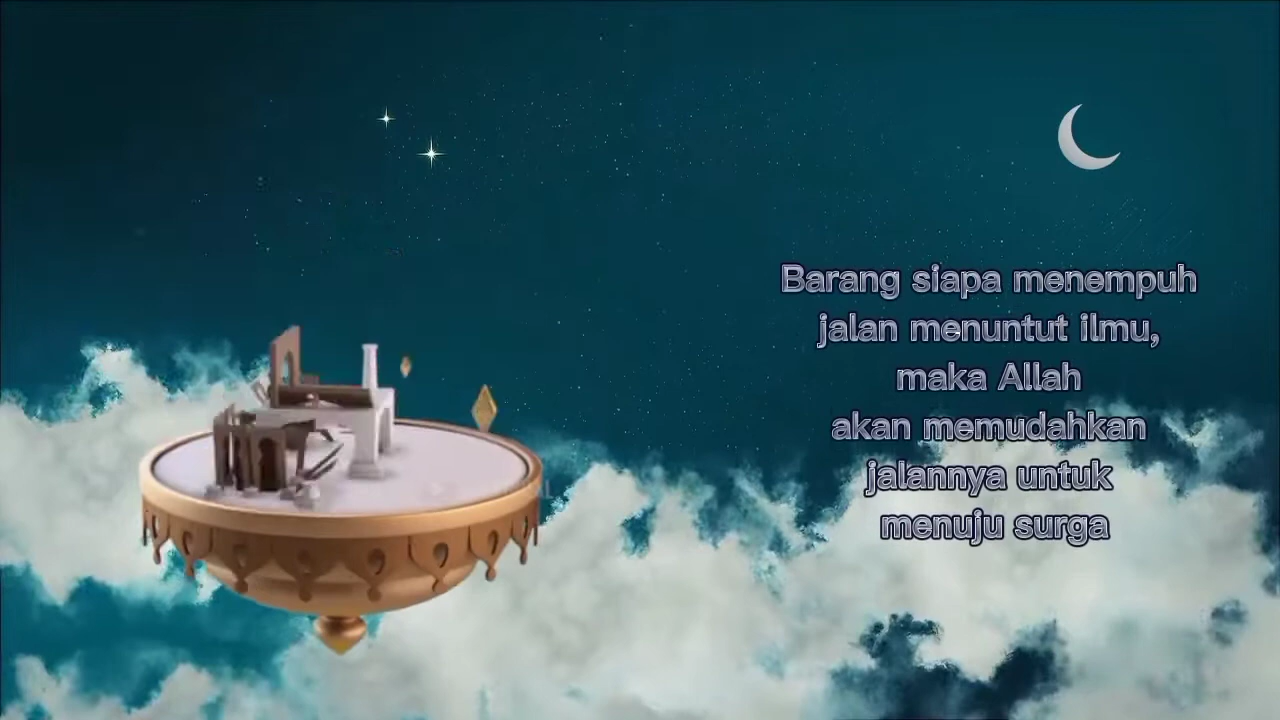 Barang siapa menempuh
jalan menuntut ilmu,
maka Allah
akan memudahkan
jalannya untuk
menuju surga